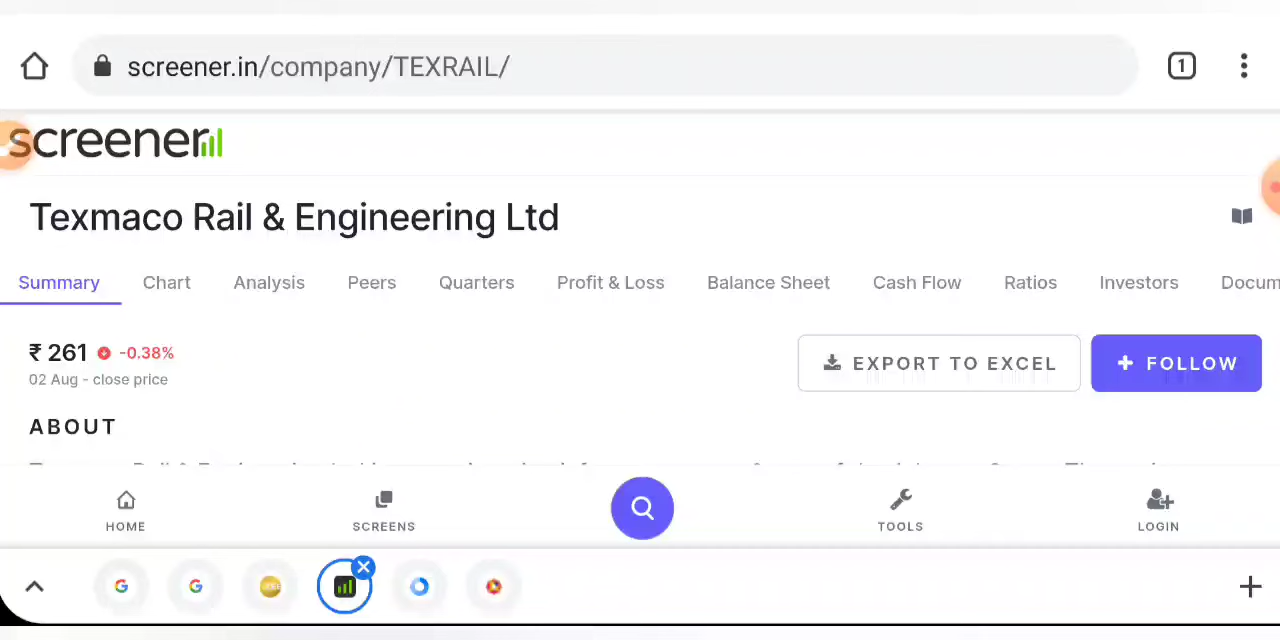 screener.in/company/TEXRAIL/
1
screener
Texmaco Rail & Engineering Ltd
Summary Chart Analysis Peers Quarters Profit & Loss Balance Sheet Cash Flow Ratios Investors Docum
₹ 261 -0.38%
02 Aug - close price
EXPORT TO EXCEL
FOLLOW
ABOUT
HOME SCREENS TOOLS LOGIN